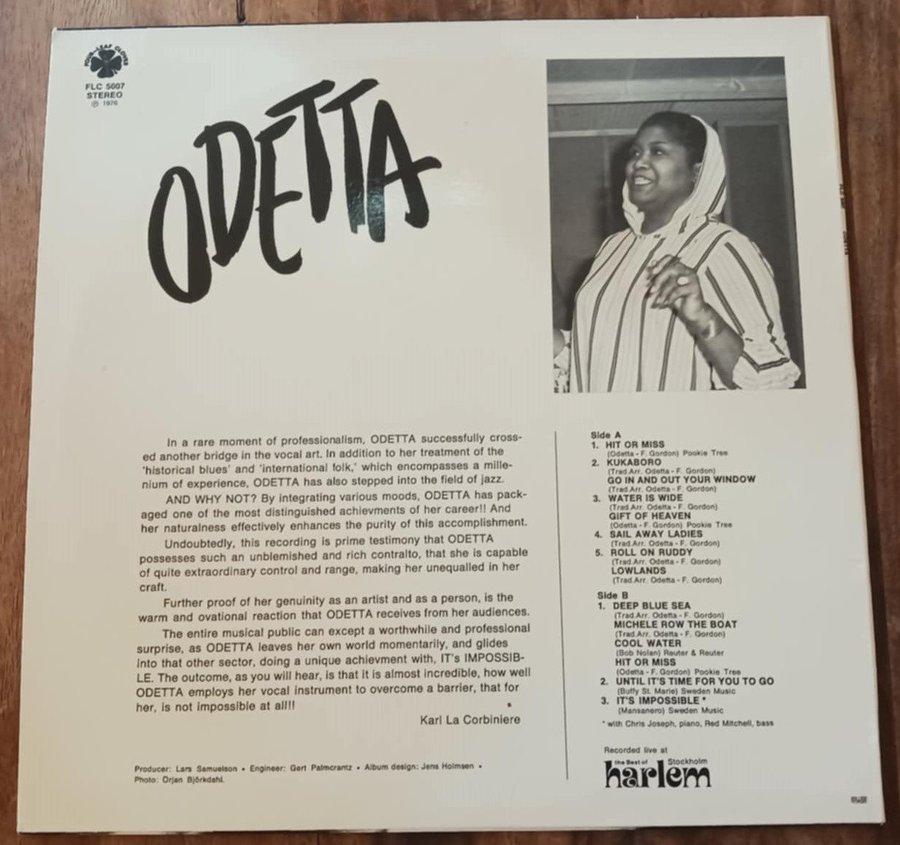 FOUR-LEAF CLOVER
FLC 5007
STEREO
℗ 1976
ODETTA
In a rare moment of professionalism, ODETTA successfully cross-
ed another bridge in the vocal art. In addition to her treatment of the
'historical blues' and 'international folk,' which encompasses a mille-
nium of experience, ODETTA has also stepped into the field of jazz.
AND WHY NOT? By integrating various moods, ODETTA has pack-
aged one of the most distinguished achievments of her career!! And
her naturalness effectively enhances the purity of this accomplishment.
Undoubtedly, this recording is prime testimony that ODETTA
possesses such an unblemished and rich contralto, that she is capable
of quite extraordinary control and range, making her unequalled in her
craft.
Further proof of her genuinity as an artist and as a person, is the
warm and ovational reaction that ODETTA receives from her audiences.
The entire musical public can except a worthwhile and professional
surprise, as ODETTA leaves her own world momentarily, and glides
into that other sector, doing a unique achievment with, IT's IMPOSSIB-
LE. The outcome, as you will hear, is that it is almost incredible, how well
ODETTA employs her vocal instrument to overcome a barrier, that for
her, is not impossible at all!!!
Karl La Corbiniere
Producer: Lars Samuelson • Engineer: Gert Palmcrantz • Album design: Jens Holmsen •
Photo: Örjan Björkdahl.
Side A
1. HIT OR MISS
(Odetta - F. Gordon) Pookie Tree
2. KUKABORO
(Trad.Arr. Odetta - F. Gordon)
GO IN AND OUT YOUR WINDOW
(Trad.Arr. Odetta - F. Gordon)
3. WATER IS WIDE
(Trad.Arr. Odetta - F. Gordon)
GIFT OF HEAVEN
(Odetta - F. Gordon) Pookie Tree
4. SAIL AWAY LADIES
(Trad.Arr. Odetta - F. Gordon)
5. ROLL ON RUDDY
(Trad.Arr. Odetta - F. Gordon)
LOWLANDS
(Trad.Arr. Odetta - F. Gordon)
Side B
1. DEEP BLUE SEA
(Trad.Arr. Odetta - F. Gordon)
MICHELE ROW THE BOAT
(Trad.Arr. Odetta - F. Gordon)
COOL WATER
(Bob Nolan) Reuter & Reuter
HIT OR MISS
(Odetta - F. Gordon) Pookie Tree
2. UNTIL IT'S TIME FOR YOU TO GO
(Buffy St. Marie) Sweden Music
3. IT'S IMPOSSIBLE *
(Mansanero) Sweden Music
* with Chris Joseph, piano, Red Mitchell, bass
Recorded live at
the Best of Stockholm
harlem
ODETTA